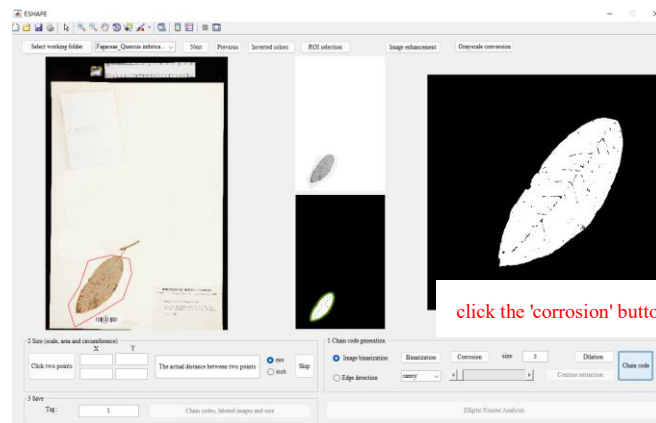 ESHAPE
Select working folder
Fagaceae_Quercus imbrica...
Next
Previous
Inverted colors
ROI selection
Image enhancement
Grayscale conversion
click the 'corrosion' butto
2 Size (scale, area and circumference)
X Y
Click two points
The actual distance between two points
mm
inch
Skip
1 Chain code generation
Image binarization
Binarization
Corrosion
size:
3
Dilation
Chain code
Edge detection
canny
Contour extraction
3 Save
Tag :
1
Chain codes, labeled images and size
Elliptic Fourier Analysis